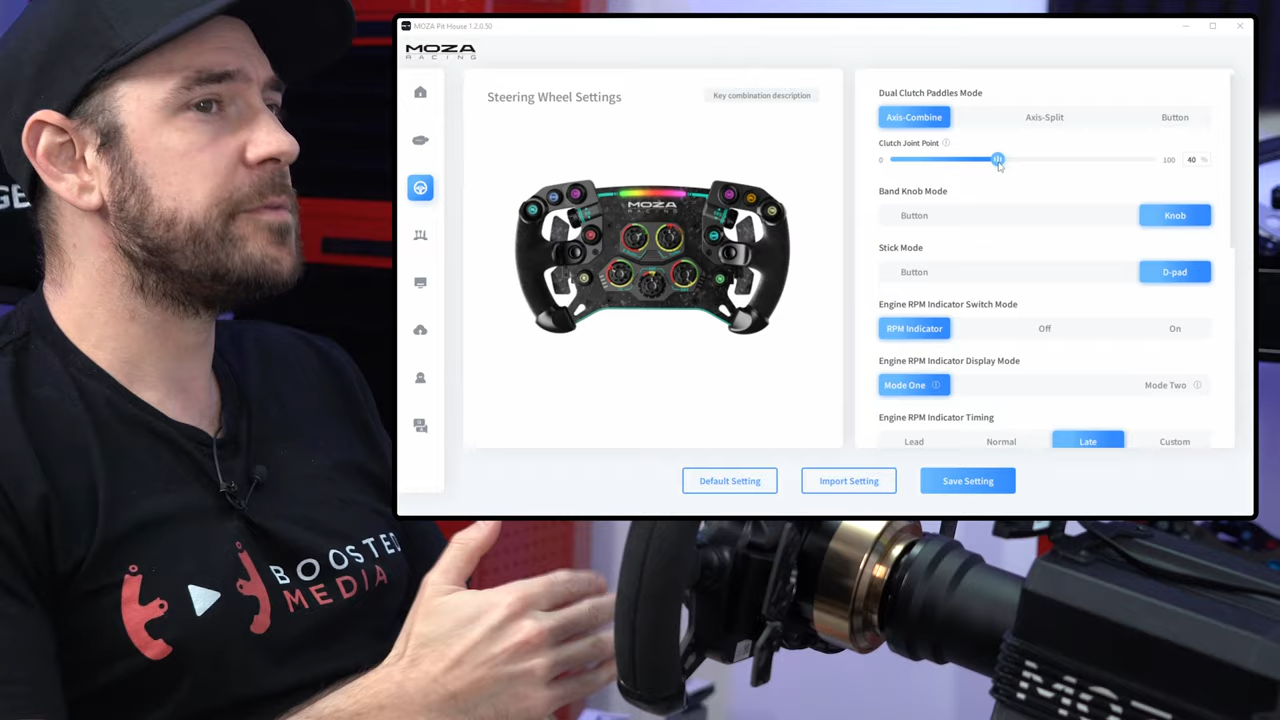 MOZA Pit House 1.2.0.50
MOZA
RACING
Steering Wheel Settings
Key combination description
MOZA
RACING
Dual Clutch Paddles Mode
Axis-Combine Axis-Split Button
Clutch Joint Point
0 100 40 %
Band Knob Mode
Button Knob
Stick Mode
Button D-pad
Engine RPM Indicator Switch Mode
RPM Indicator Off On
Engine RPM Indicator Display Mode
Mode One Mode Two
Engine RPM Indicator Timing
Lead Normal Late Custom
Default Setting Import Setting Save Setting
BOOSTED
MEDIA